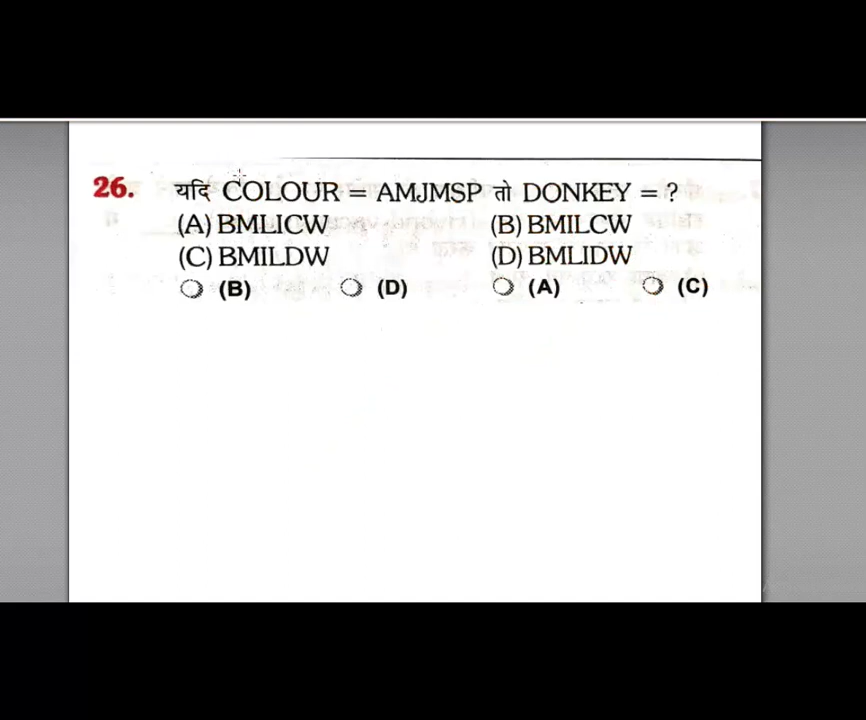 26. यदि COLOUR = AMJMSP तो DONKEY = ?
(A) BMLICW (B) BMILCW
(C) BMILDW (D) BMLIDW
(B) (D) (A) (C)